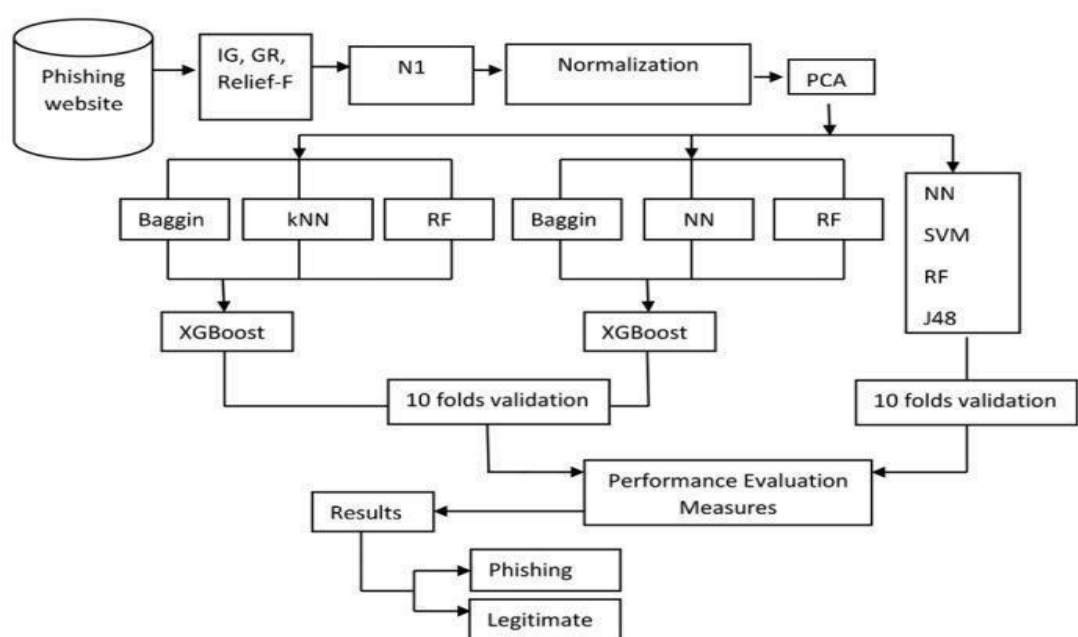 Phishing
website
IG, GR,
Relief-F
N1
Normalization
PCA
Baggin
kNN
RF
Baggin
NN
RF
NN
SVM
RF
J48
XGBoost
XGBoost
10 folds validation
10 folds validation
Performance Evaluation
Measures
Results
Phishing
Legitimate